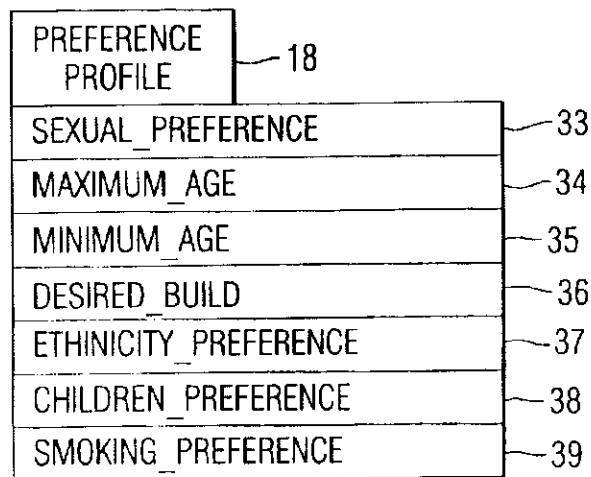 PREFERENCE
PROFILE
18
SEXUAL_PREFERENCE 33
MAXIMUM_AGE 34
MINIMUM_AGE 35
DESIRED_BUILD 36
ETHINICITY_PREFERENCE 37
CHILDREN_PREFERENCE 38
SMOKING_PREFERENCE 39